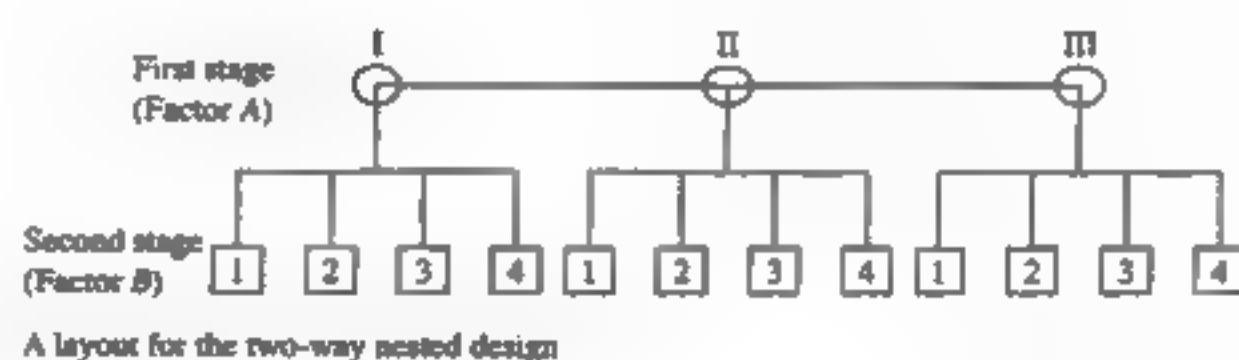 I II III
First stage
(Factor A)
Second stage
(Factor B)
1 2 3 4 1 2 3 4 1 2 3 4
A layout for the two-way nested design